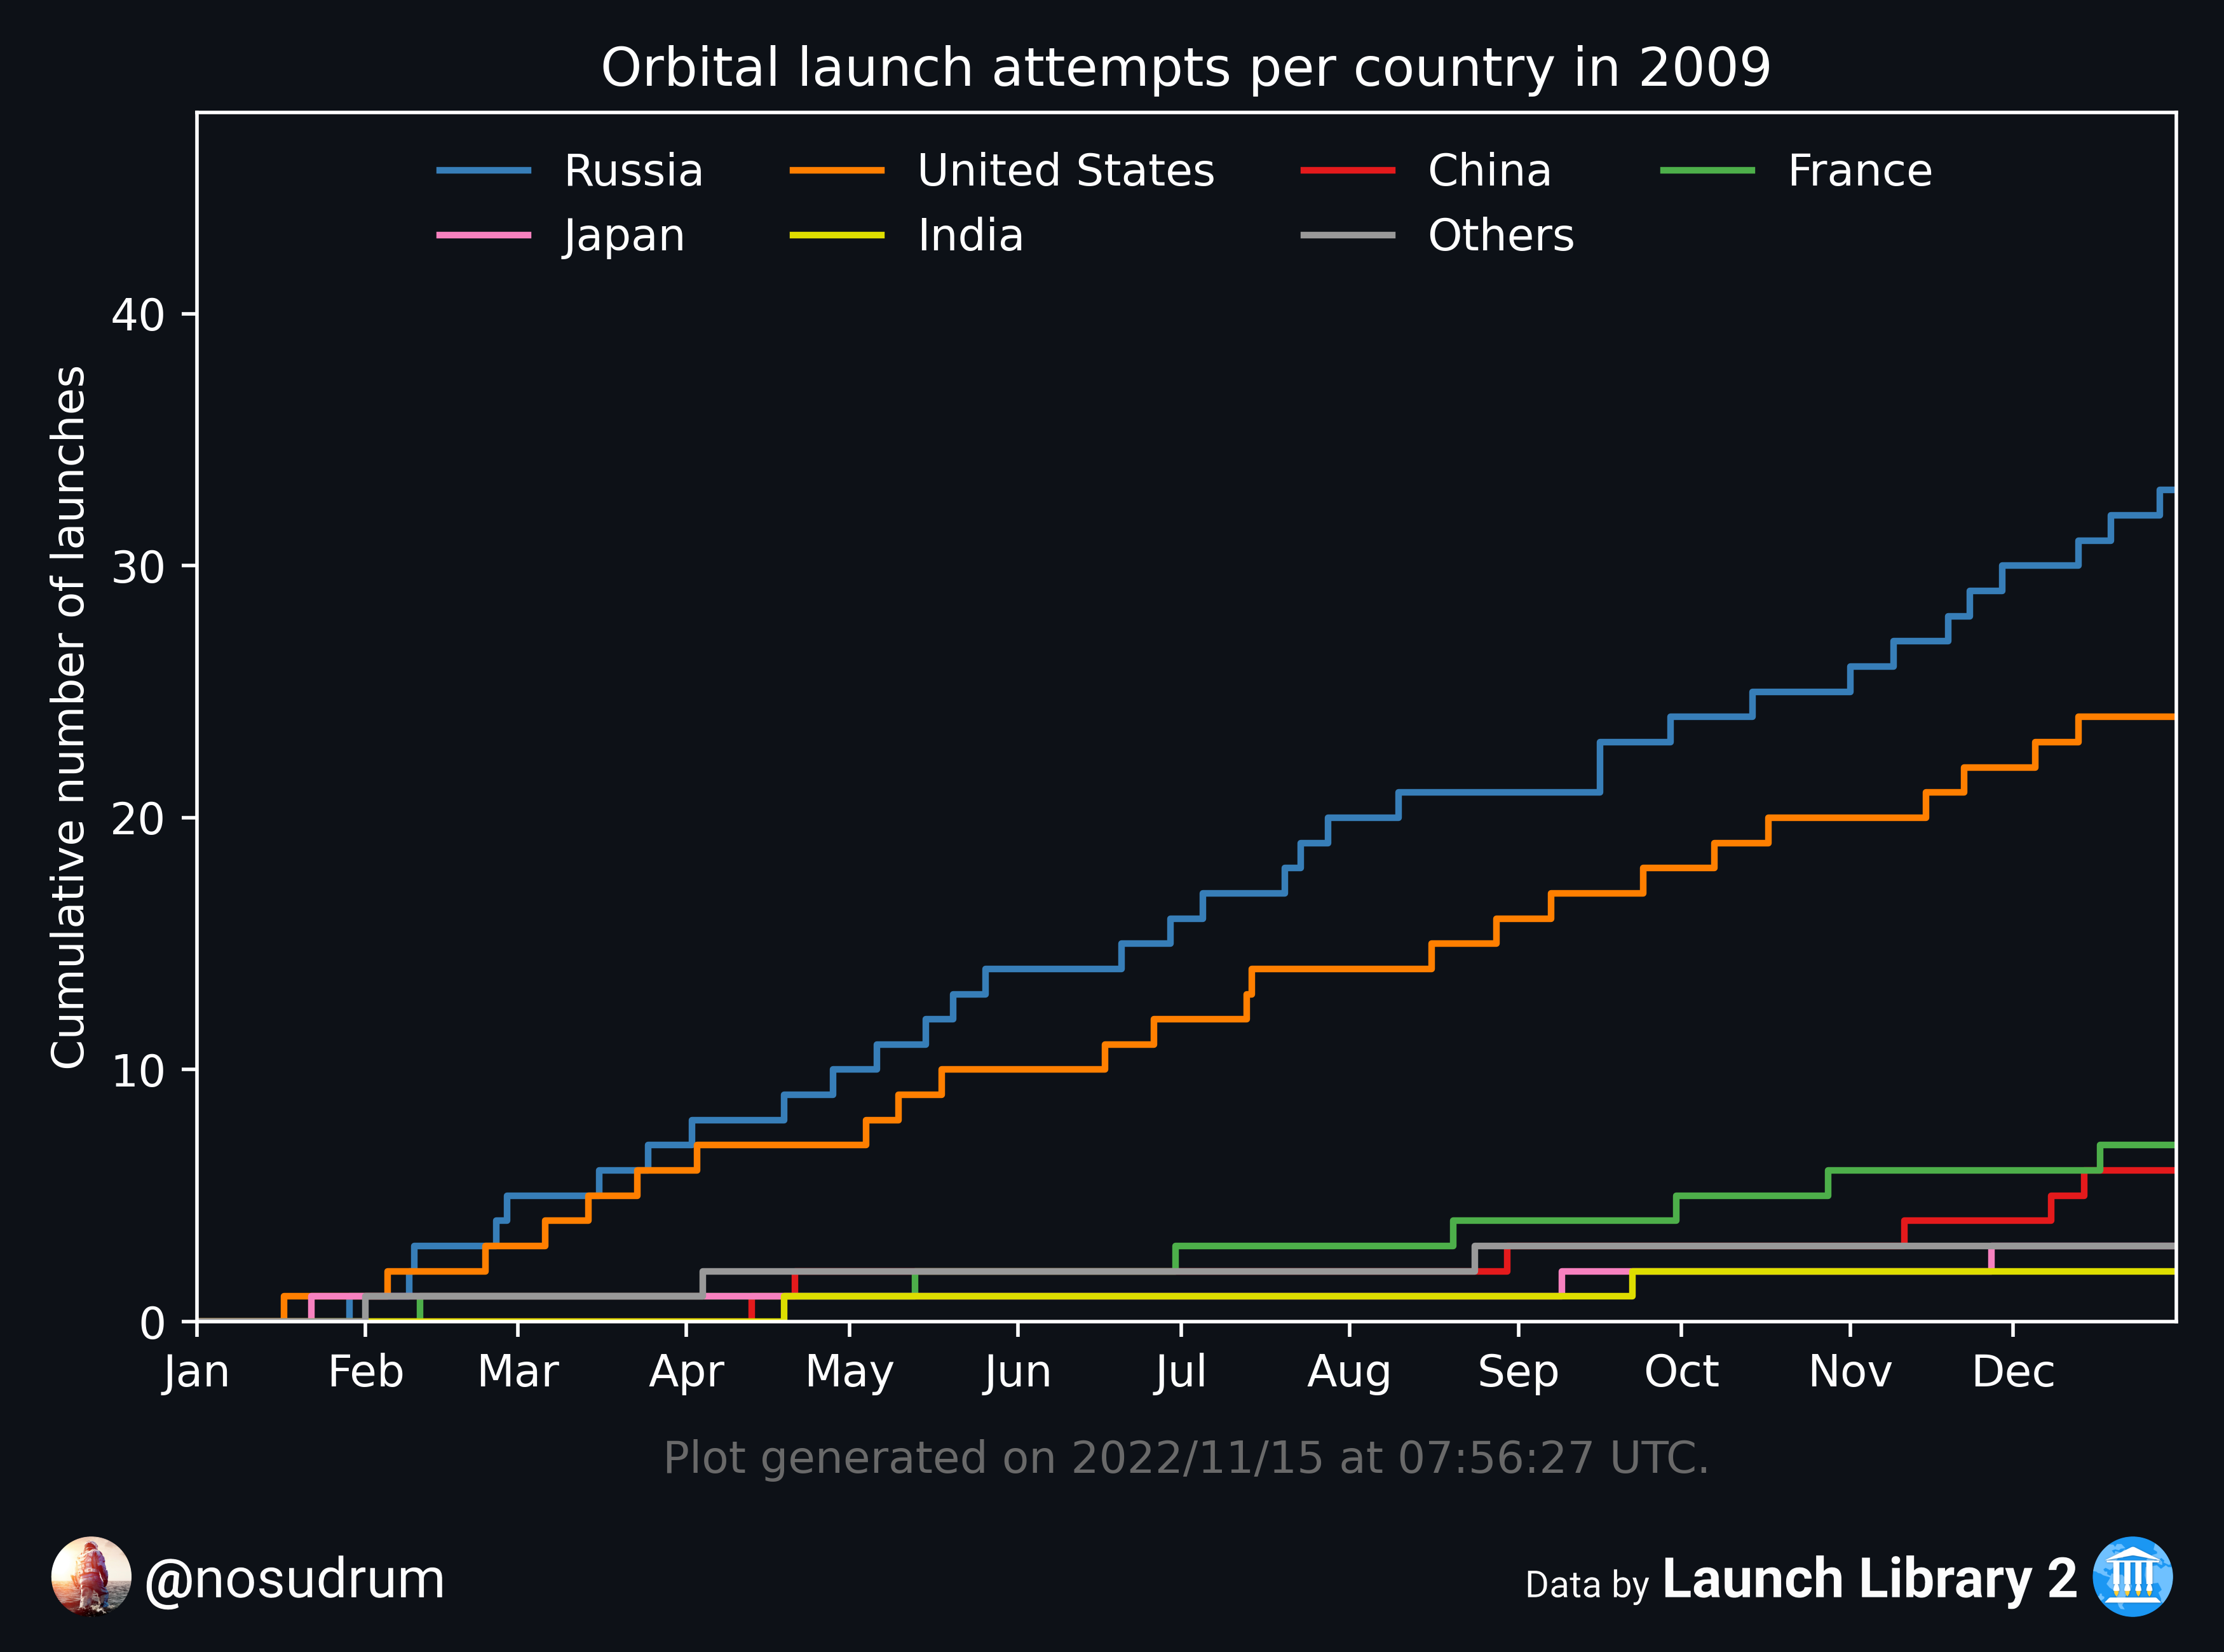 Orbital launch attempts per country in 2009
Russia United States China France
Japan India Others
Cumulative number of launches
40
30
20
10
0
Jan Feb Mar Apr May Jun Jul Aug Sep Oct Nov Dec
Plot generated on 2022/11/15 at 07:56:27 UTC.
@nosudrum
Data by Launch Library 2